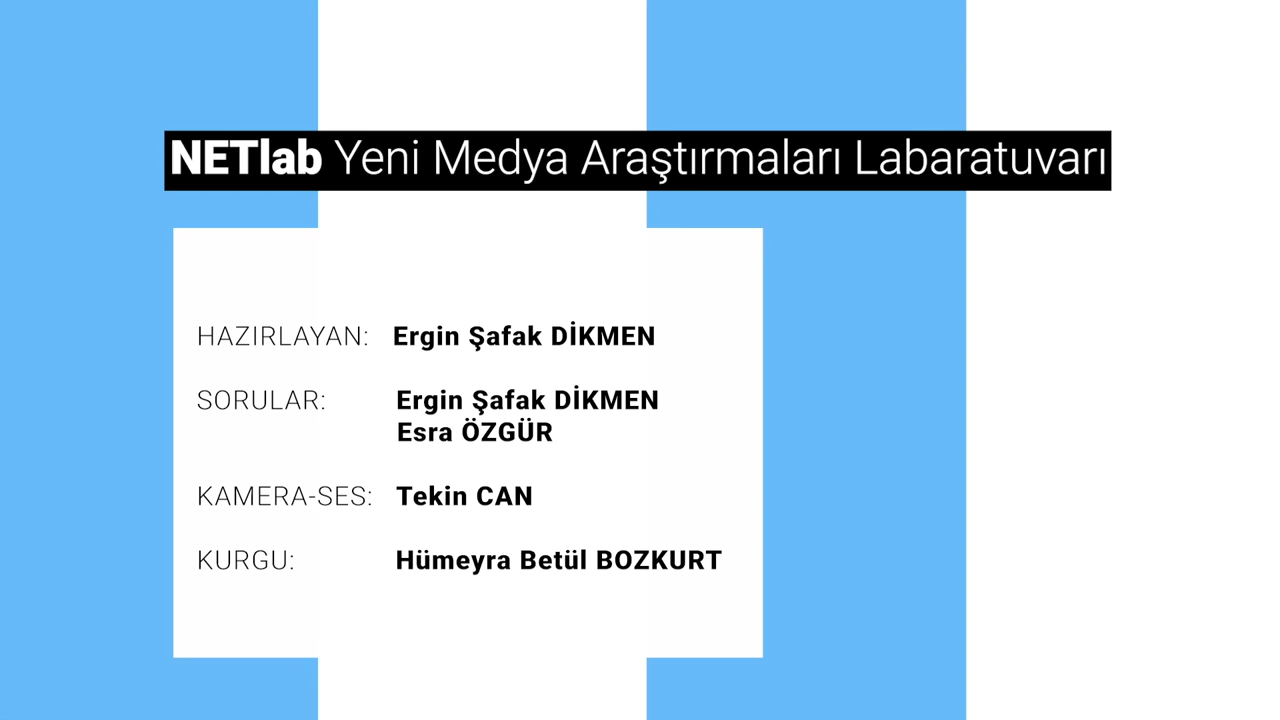 NETlab Yeni Medya Araştırmaları Labaratuvarı
HAZIRLAYAN: Ergin Şafak DİKMEN
SORULAR: Ergin Şafak DİKMEN
Esra ÖZGÜR
KAMERA-SES: Tekin CAN
KURGU: Hümeyra Betül BOZKURT